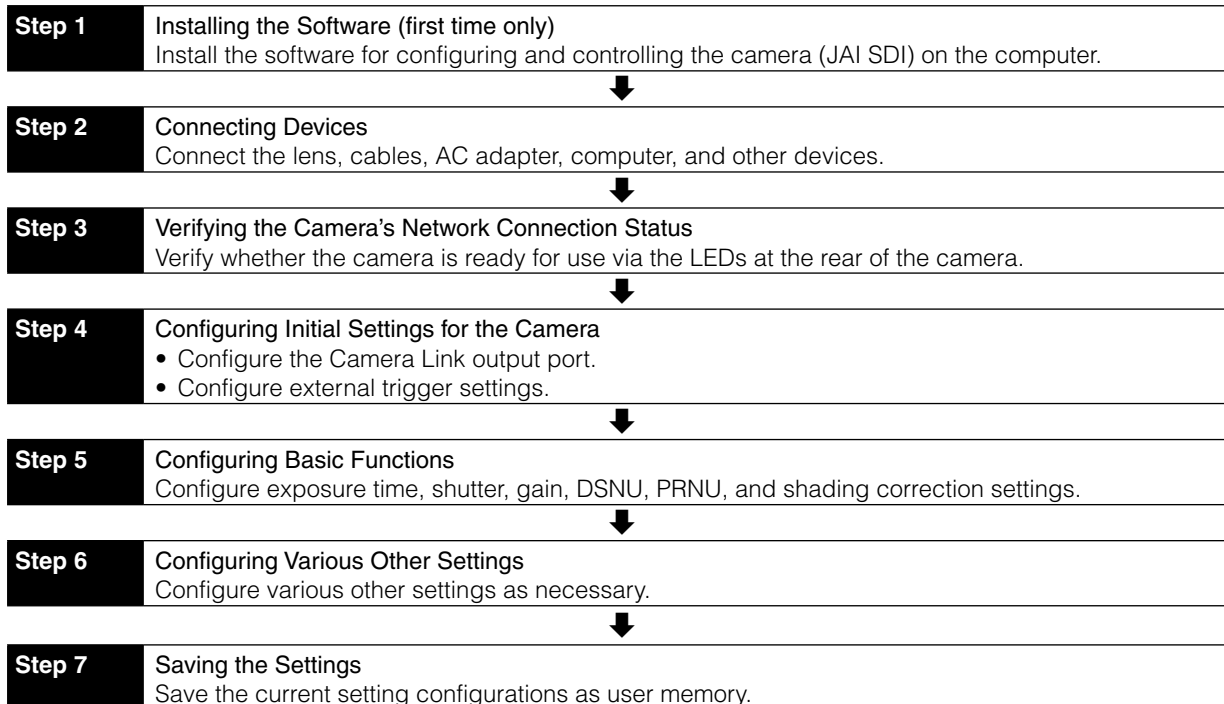 Step 1
Installing the Software (first time only)
Install the software for configuring and controlling the camera (JAI SDI) on the computer.
Step 2
Connecting Devices
Connect the lens, cables, AC adapter, computer, and other devices.
Step 3
Verifying the Camera’s Network Connection Status
Verify whether the camera is ready for use via the LEDs at the rear of the camera.
Step 4
Configuring Initial Settings for the Camera
• Configure the Camera Link output port.
• Configure external trigger settings.
Step 5
Configuring Basic Functions
Configure exposure time, shutter, gain, DSNU, PRNU, and shading correction settings.
Step 6
Configuring Various Other Settings
Configure various other settings as necessary.
Step 7
Saving the Settings
Save the current setting configurations as user memory.